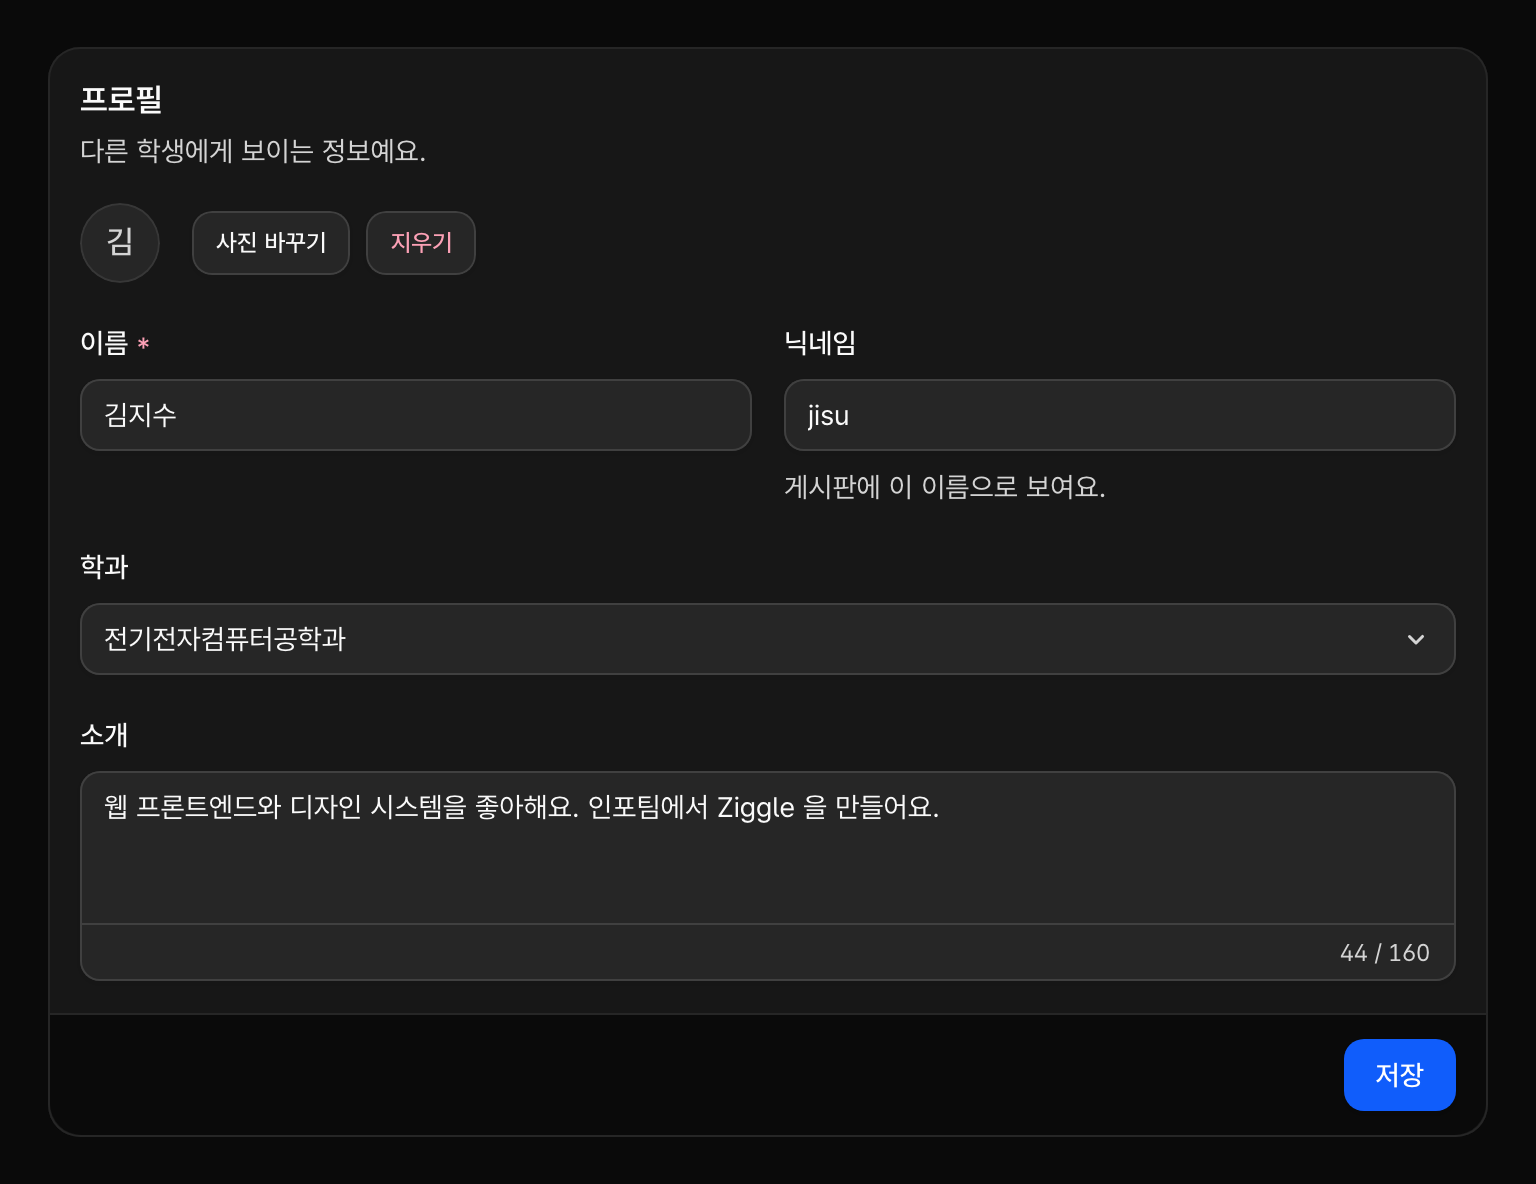 프로필
다른 학생에게 보이는 정보예요.
김
사진 바꾸기
지우기
이름 *
김지수
닉네임
jisu
게시판에 이 이름으로 보여요.
학과
전기전자컴퓨터공학과
소개
웹 프론트엔드와 디자인 시스템을 좋아해요. 인포팀에서 Ziggle 을 만들어요.
44 / 160
저장